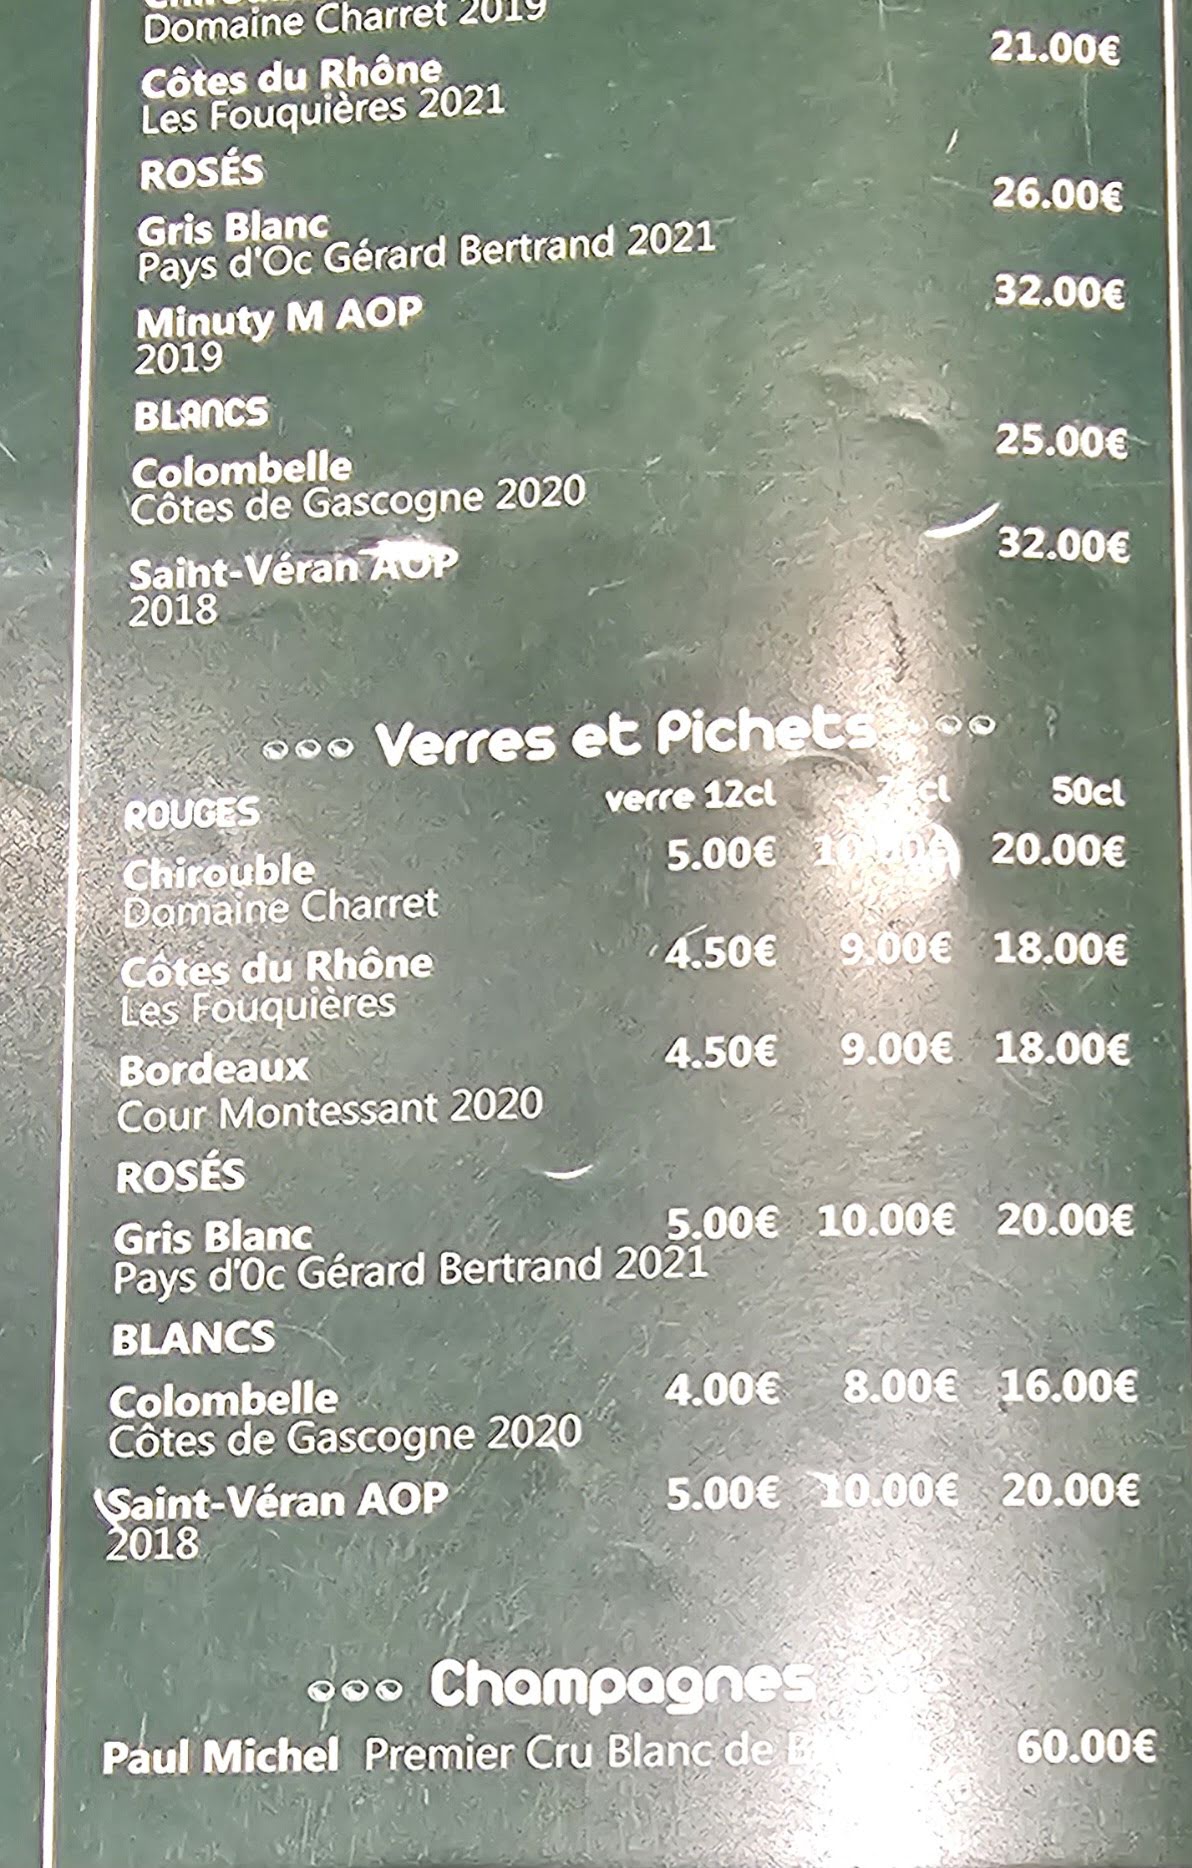 Domaine Charret 2019
Côtes du Rhône 21.00€
Les Fouquières 2021
ROSÉS
Gris Blanc 26.00€
Pays d'Oc Gérard Bertrand 2021
Minuty M AOP 32.00€
2019
BLANCS
Colombelle 25.00€
Côtes de Gascogne 2020
Saint-Véran AOP 32.00€
2018
Verres et Pichets
ROUGES verre 12cl cl 50cl
Chirouble 5.00€ 10.00€ 20.00€
Domaine Charret
Côtes du Rhône 4.50€ 9.00€ 18.00€
Les Fouquières
Bordeaux 4.50€ 9.00€ 18.00€
Cour Montessant 2020
ROSÉS
Gris Blanc 5.00€ 10.00€ 20.00€
Pays d'Oc Gérard Bertrand 2021
BLANCS
Colombelle 4.00€ 8.00€ 16.00€
Côtes de Gascogne 2020
Saint-Véran AOP 5.00€ 10.00€ 20.00€
2018
Champagnes
Paul Michel Premier Cru Blanc de 60.00€